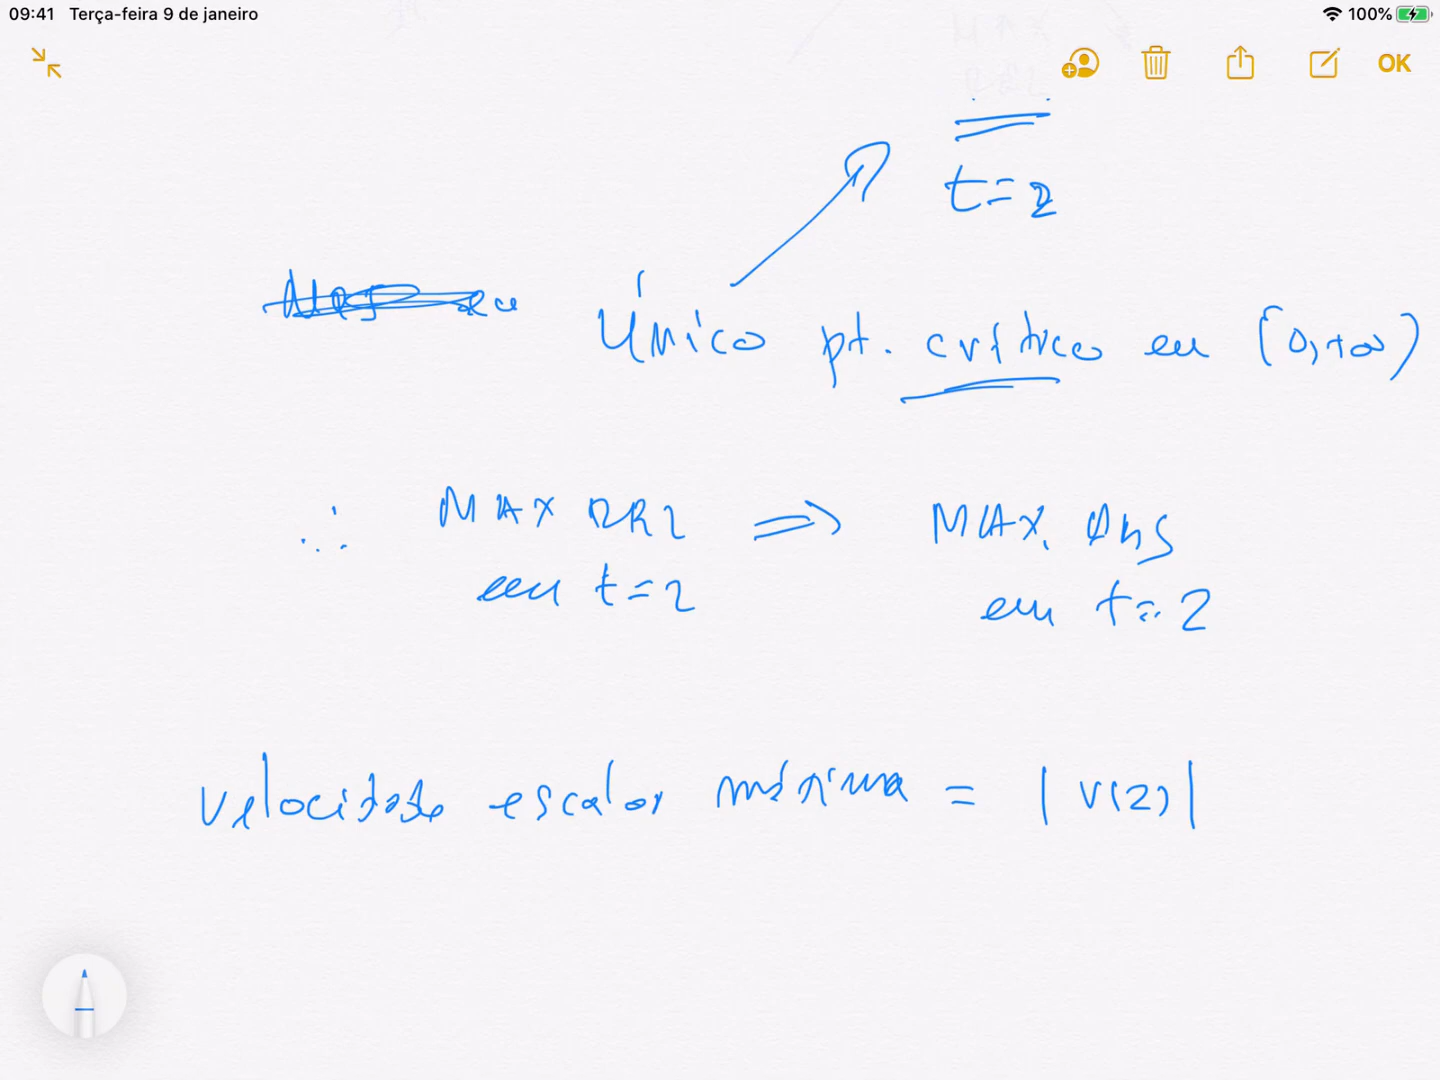 09:41 Terça-feira 9 de janeiro 100%
OK
t=2
Único pt. crítico em [0,+∞)
∴ MAX REL ⇒ MAX. ABS
em t=2 em t=2
velocidade escalar máxima = |v(2)|